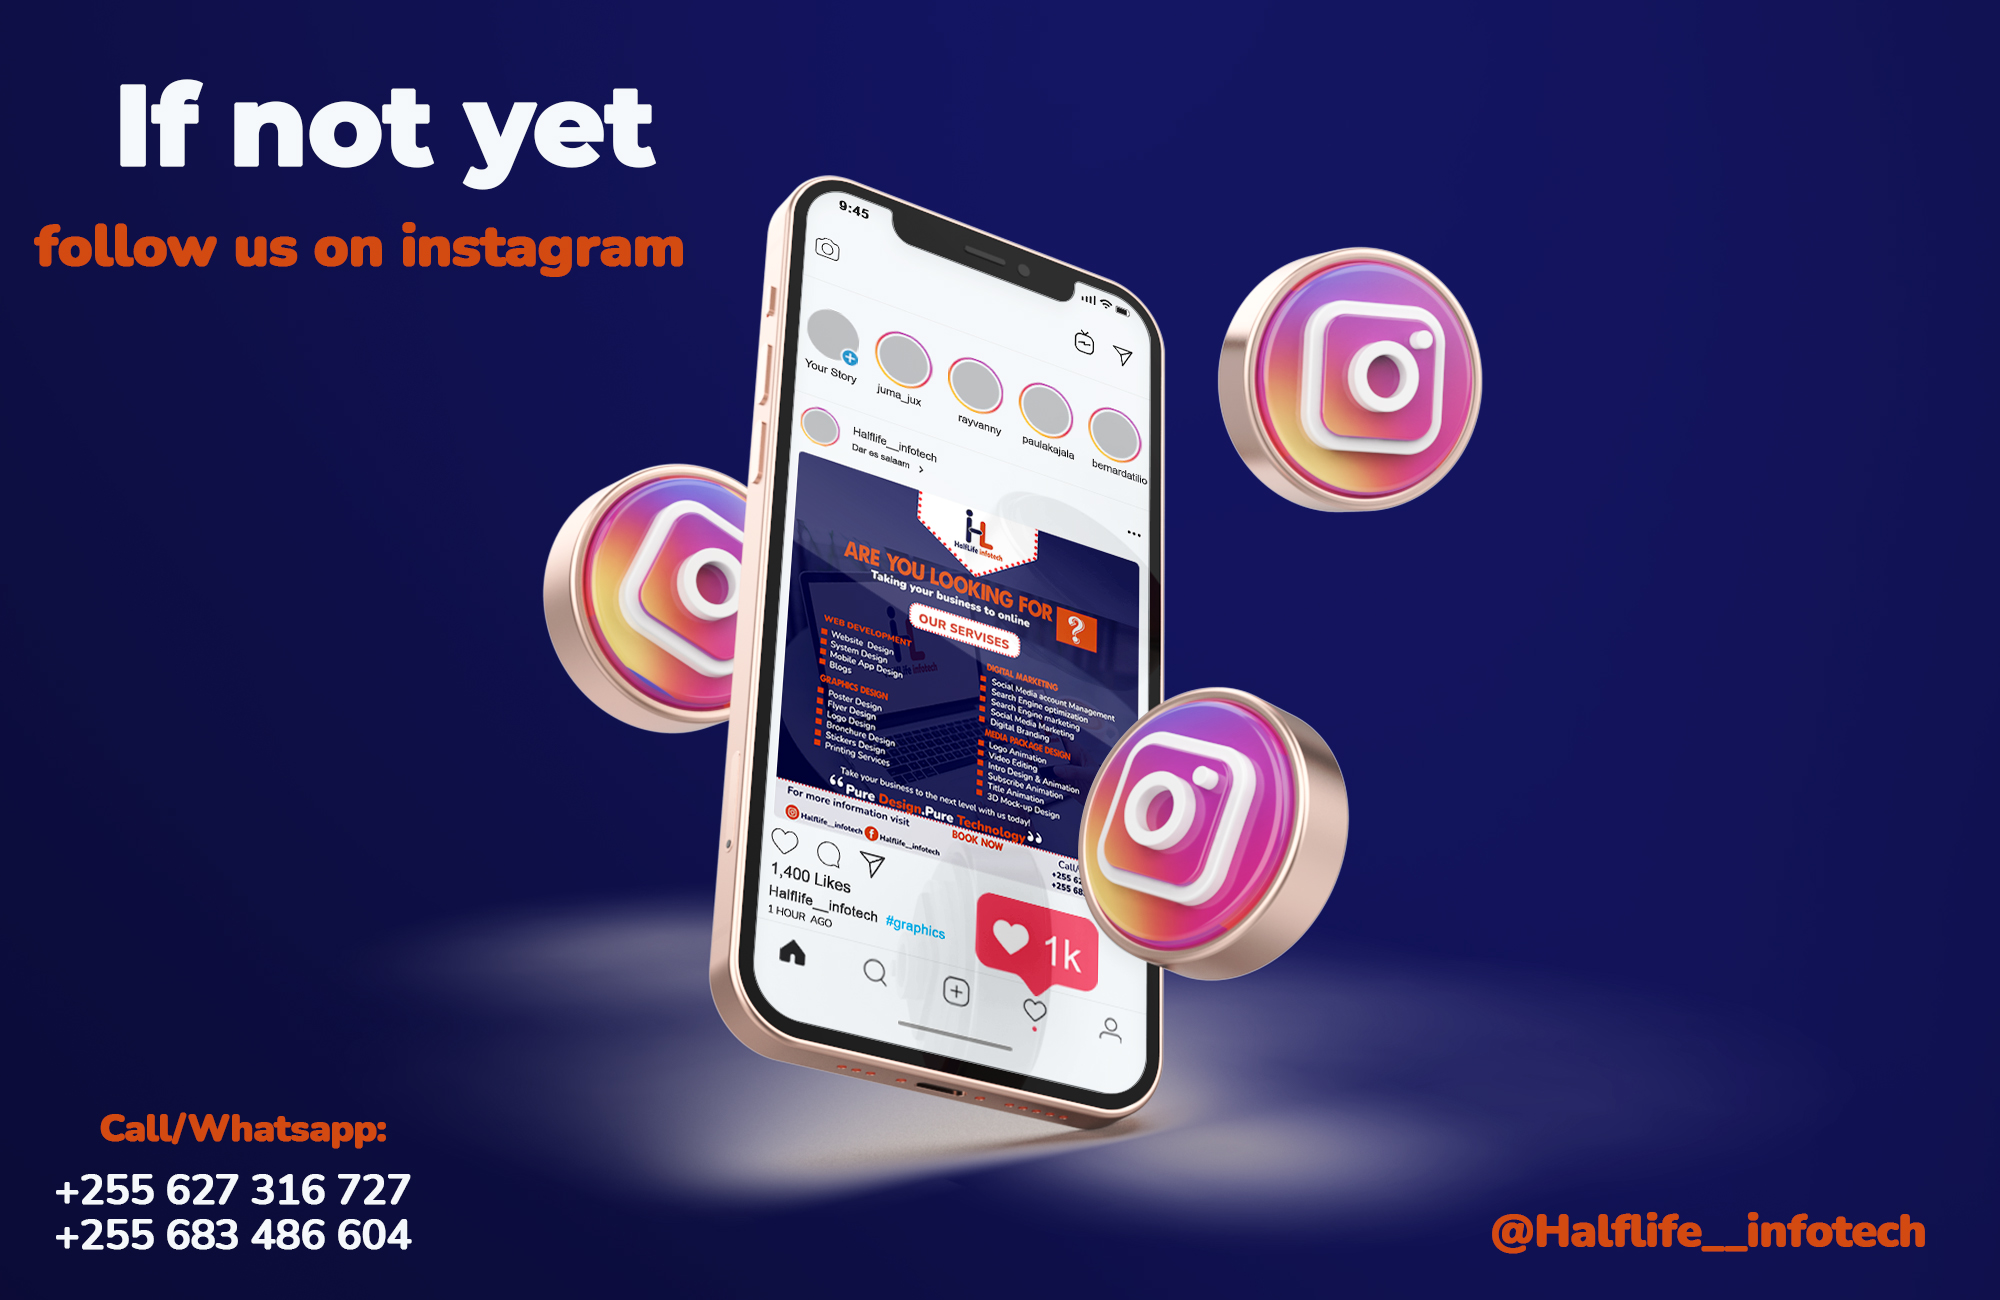 If not yet
follow us on instagram
9:45
Your Story
juma_jux
rayvanny
paulakajala
bernardatilio
Halflife__infotech
Dar es salaam >
HL
HalfLife infotech
ARE YOU LOOKING FOR ?
Taking your business to online
OUR SERVISES
WEB DEVELOPMENT
Website Design
System Design
Mobile App Design
Blogs
GRAPHICS DESIGN
Poster Design
Flyer Design
Logo Design
Bronchure Design
Stickers Design
Printing Services
DIGITAL MARKETING
Social Media account Management
Search Engine optimization
Search Engine marketing
Social Media Marketing
Digital Branding
MEDIA PACKAGE DESIGN
Logo Animation
Video Editing
Intro Design & Animation
Subscribe Animation
Title Animation
3D Mock-up Design
Take your business to the next level with us today!
“Pure Design.Pure Technology”
For more information visit
Halflife__infotech Halflife__infotech
BOOK NOW
Call/
+255 62
+255 68
1,400 Likes
Halflife__infotech #graphics
1 HOUR AGO
1k
Call/Whatsapp:
+255 627 316 727
+255 683 486 604
@Halflife__infotech